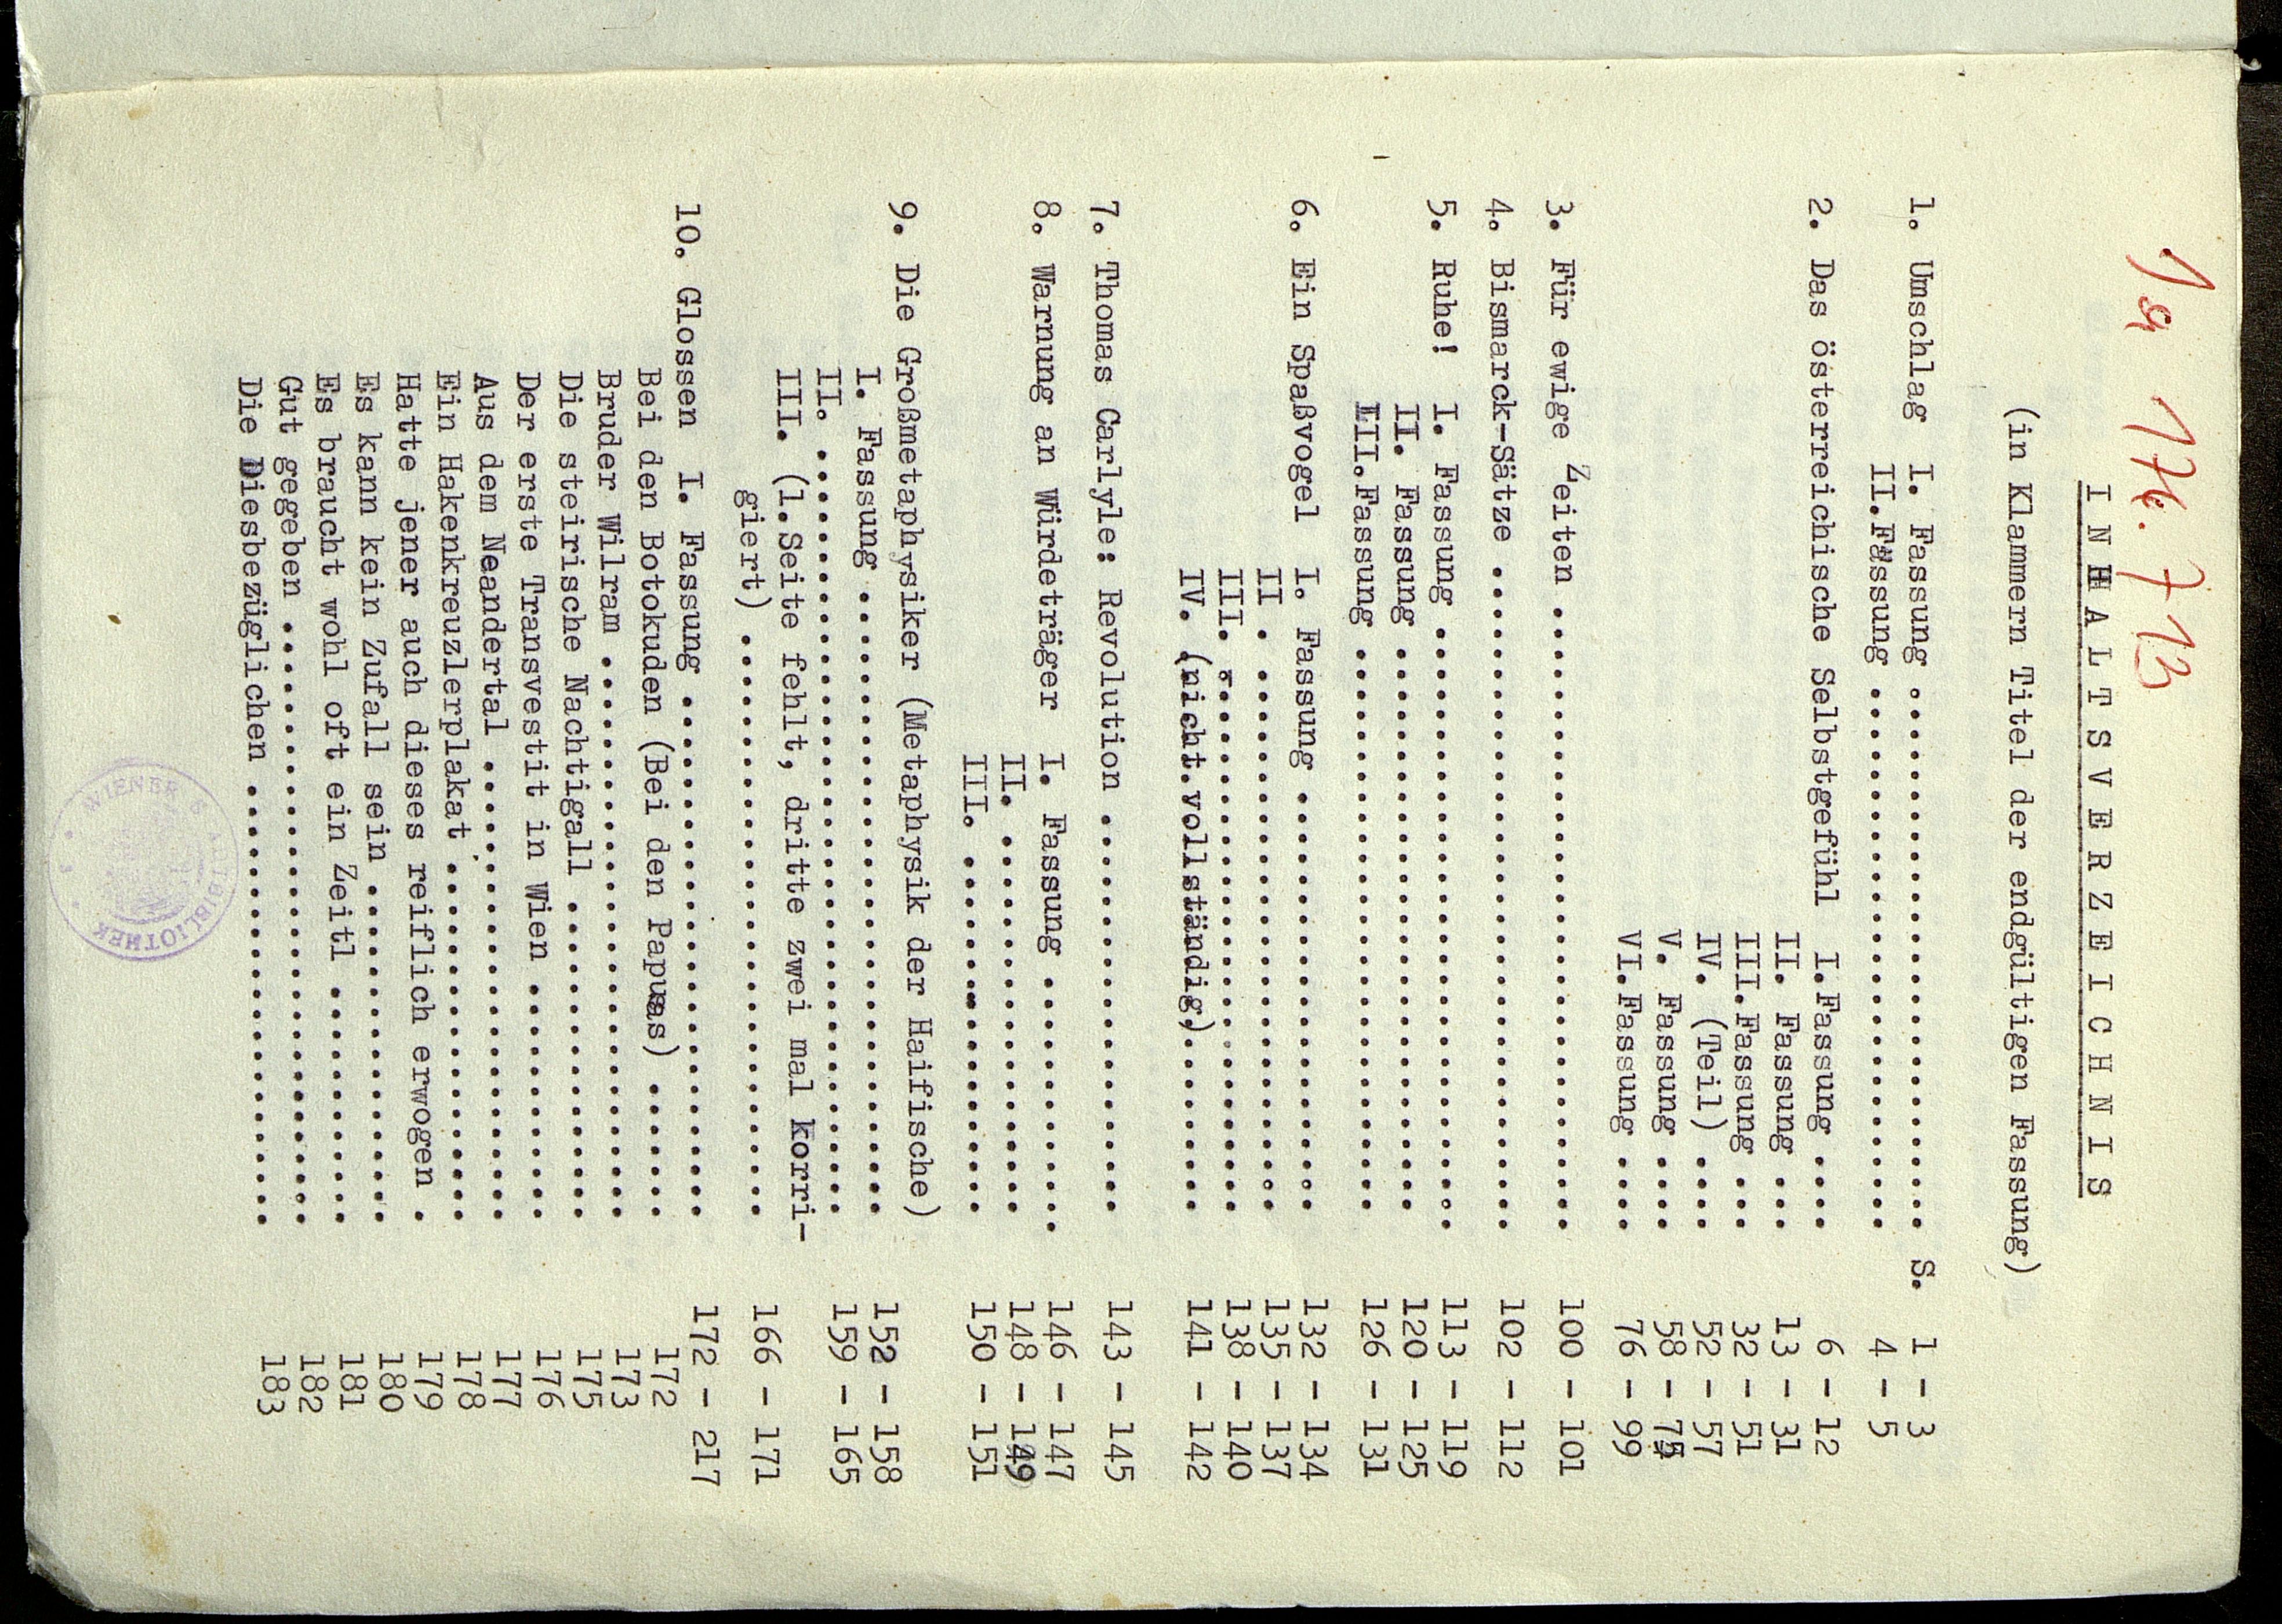 I N H A L T S V E R Z E I C H N I S
(in Klammern Titel der endgültigen Fassung)
1. Umschlag I. Fassung .............................. S. 1 - 3
II.Fassung .............................. 4 - 5
2. Das österreichische Selbstgefühl I.Fassung .... 6 - 12
II. Fassung ... 13 - 31
III.Fassung ... 32 - 51
IV. (Teil) .... 52 - 57
V. Fassung .... 58 - 75
VI.Fassung .... 76 - 99
3. Für ewige Zeiten .............................. 100 - 101
4. Bismarck-Sätze .............................. 102 - 112
5. Ruhe! I. Fassung .............................. 113 - 119
II. Fassung .............................. 120 - 125
III.Fassung .............................. 126 - 131
6. Ein Spaßvogel I. Fassung ..................... 132 - 134
II . ..................... 135 - 137
III. ..................... 138 - 140
IV. (nicht vollständig)......... 141 - 142
7. Thomas Carlyle: Revolution .................... 143 - 145
8. Warnung an Würdeträger I. Fassung ............. 146 - 147
II. .................. 148 - 149
III. .................. 150 - 151
9. Die Großmetaphysiker (Metaphysik der Haifische)
I. Fassung .............................. 152 - 158
II. .............................. 159 - 165
III. (1.Seite fehlt, dritte zwei mal korri-
giert) .............................. 166 - 171
10. Glossen I. Fassung ......................... 172 - 217
Bei den Botokuden (Bei den Papuas) ....... 172
Bruder Wilram .......................... 173
Die steirische Nachtigall ............... 175
Der erste Transvestit in Wien ........... 176
Aus dem Neandertal ..................... 177
Ein Hakenkreuzlerplakat ................. 178
Hatte jener auch dieses reiflich erwogen . 179
Es kann kein Zufall sein ................ 180
Es braucht wohl oft ein Zeitl ........... 181
Gut gegeben ............................ 182
Die Diesbezüglichen ..................... 183